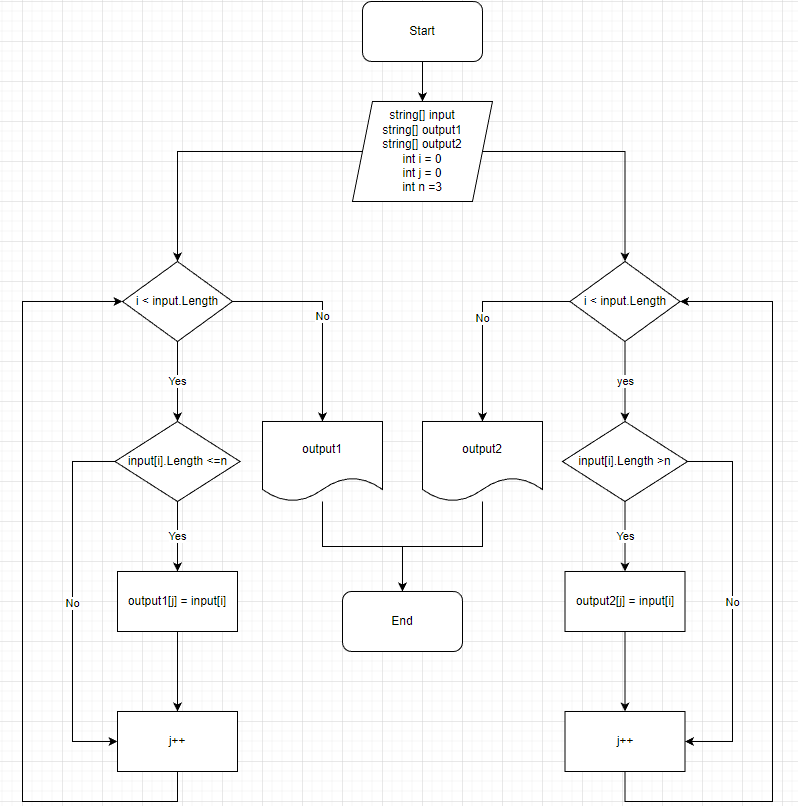 Start
string[] input
string[] output1
string[] output2
int i = 0
int j = 0
int n =3
i < input.Length
i < input.Length
No
No
Yes
yes
output1
output2
input[i].Length <=n
input[i].Length >n
Yes
Yes
No
output1[j] = input[i]
output2[j] = input[i]
No
End
j++
j++